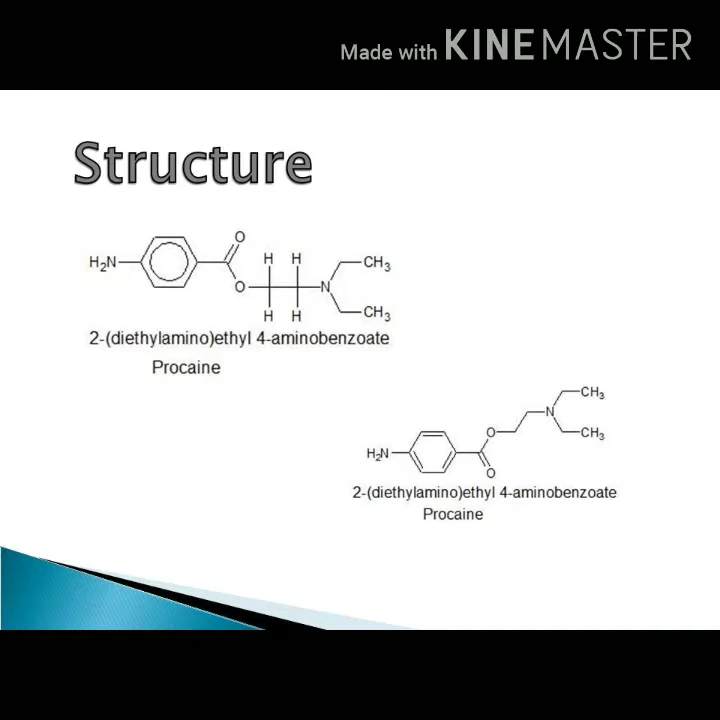 Made with KINEMASTER
Structure
H₂N
O
O
H H
H H
N
CH₃
CH₃
2-(diethylamino)ethyl 4-aminobenzoate
Procaine
CH₃
N
CH₃
O
H₂N
O
2-(diethylamino)ethyl 4-aminobenzoate
Procaine